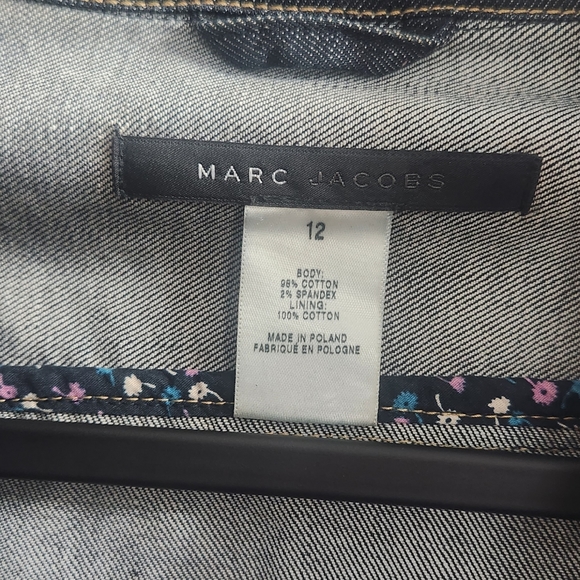 MARC JACOBS
12
BODY:
98% COTTON
2% SPANDEX
LINING:
100% COTTON
MADE IN POLAND
FABRIQUÉ EN POLOGNE